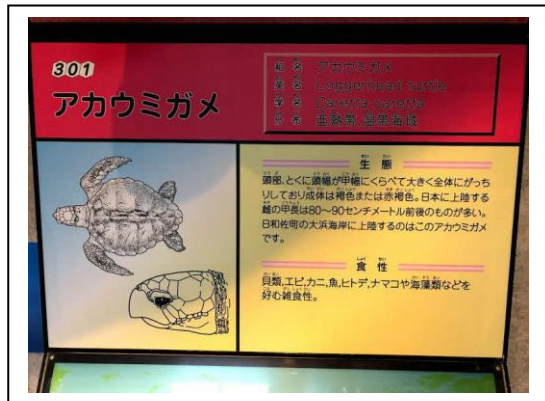 301
アカウミガメ
和名 アカウミガメ
英名 Loggerhead turtle
学名 Caretta caretta
分布 亜熱帯、温帯海域
生態
頭部、とくに頭幅が甲幅にくらべて大きく全体にがっち
りしており成体は褐色または赤褐色。日本に上陸する
雌の甲長は80〜90センチメートル前後のものが多い。
日和佐町の大浜海岸に上陸するのはこのアカウミガメ
です。
食性
貝類、エビ、カニ、魚、ヒトデ、ナマコや海藻類などを
好む雑食性。